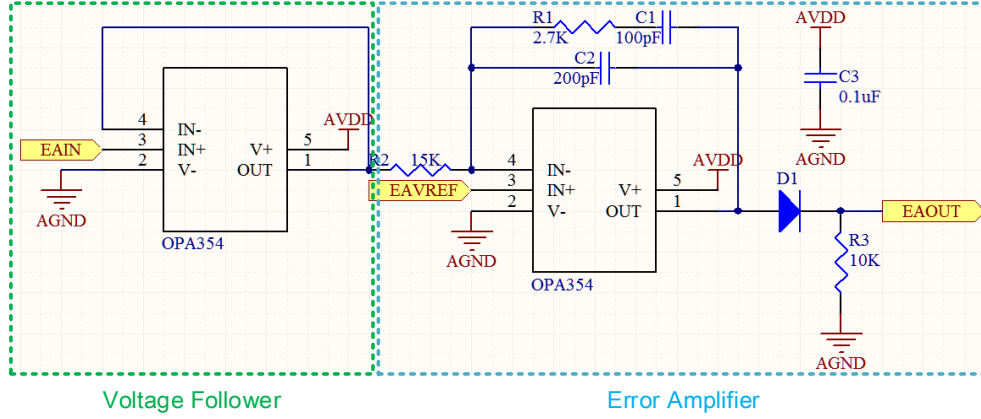 R1
2.7K
C1
100pF
C2
200pF
AVDD
C3
0.1uF
AGND
EAIN
4
3
2
IN-
IN+
V-
V+
OUT
5
1
AVDD
OPA354
AGND
R2 15K
EAVREF
4
3
2
IN-
IN+
V-
V+
OUT
5
1
AVDD
OPA354
AGND
D1
EAOUT
R3
10K
AGND
Voltage Follower
Error Amplifier